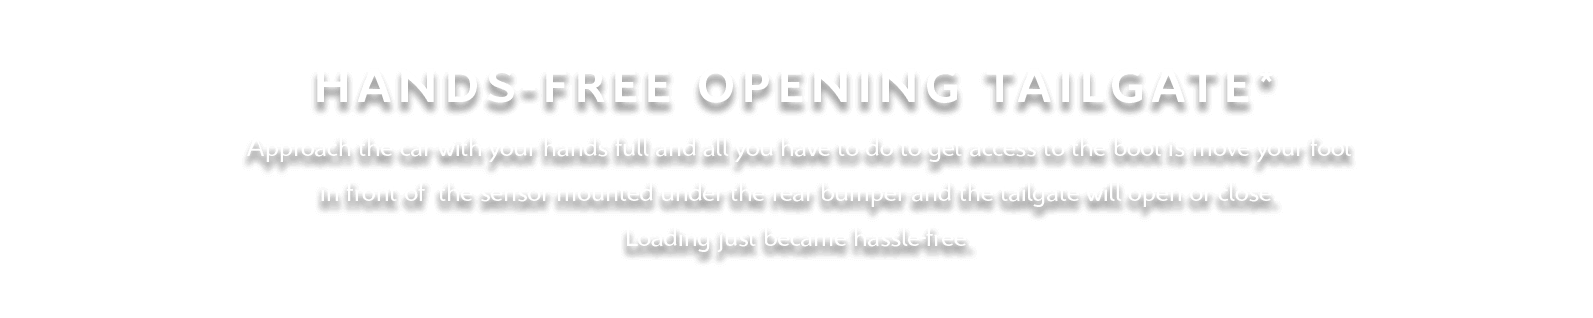 HANDS-FREE OPENING TAILGATE*
Approach the car with your hands full and all you have to do to get access to the boot is move your foot
in front of the sensor mounted under the rear bumper and the tailgate will open or close.
Loading just became hassle-free.